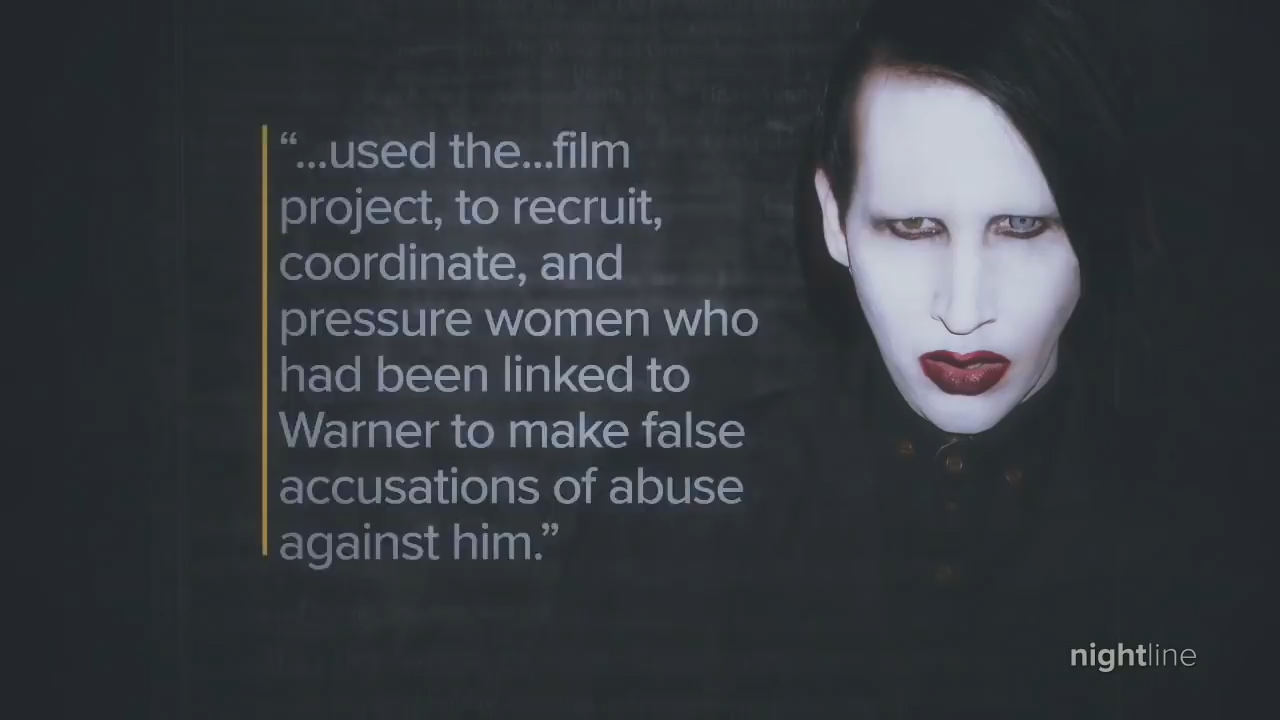 “...used the...film
project, to recruit,
coordinate, and
pressure women who
had been linked to
Warner to make false
accusations of abuse
against him.”
nightline